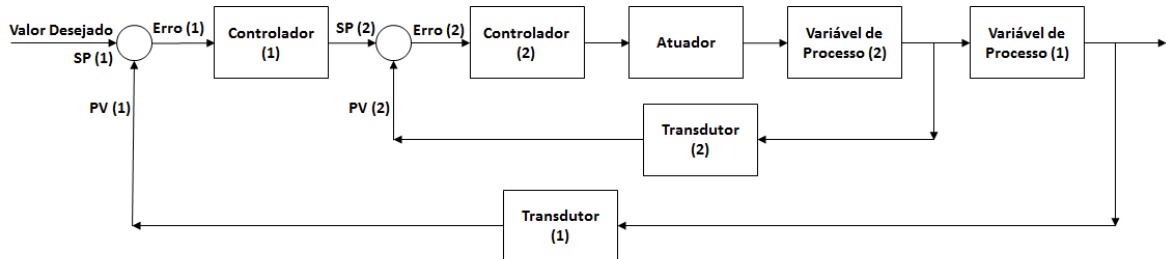 Valor Desejado
SP (1)
Erro (1)
Controlador
(1)
SP (2)
Erro (2)
Controlador
(2)
Atuador
Variável de
Processo (2)
Variável de
Processo (1)
PV (1)
PV (2)
Transdutor
(2)
Transdutor
(1)